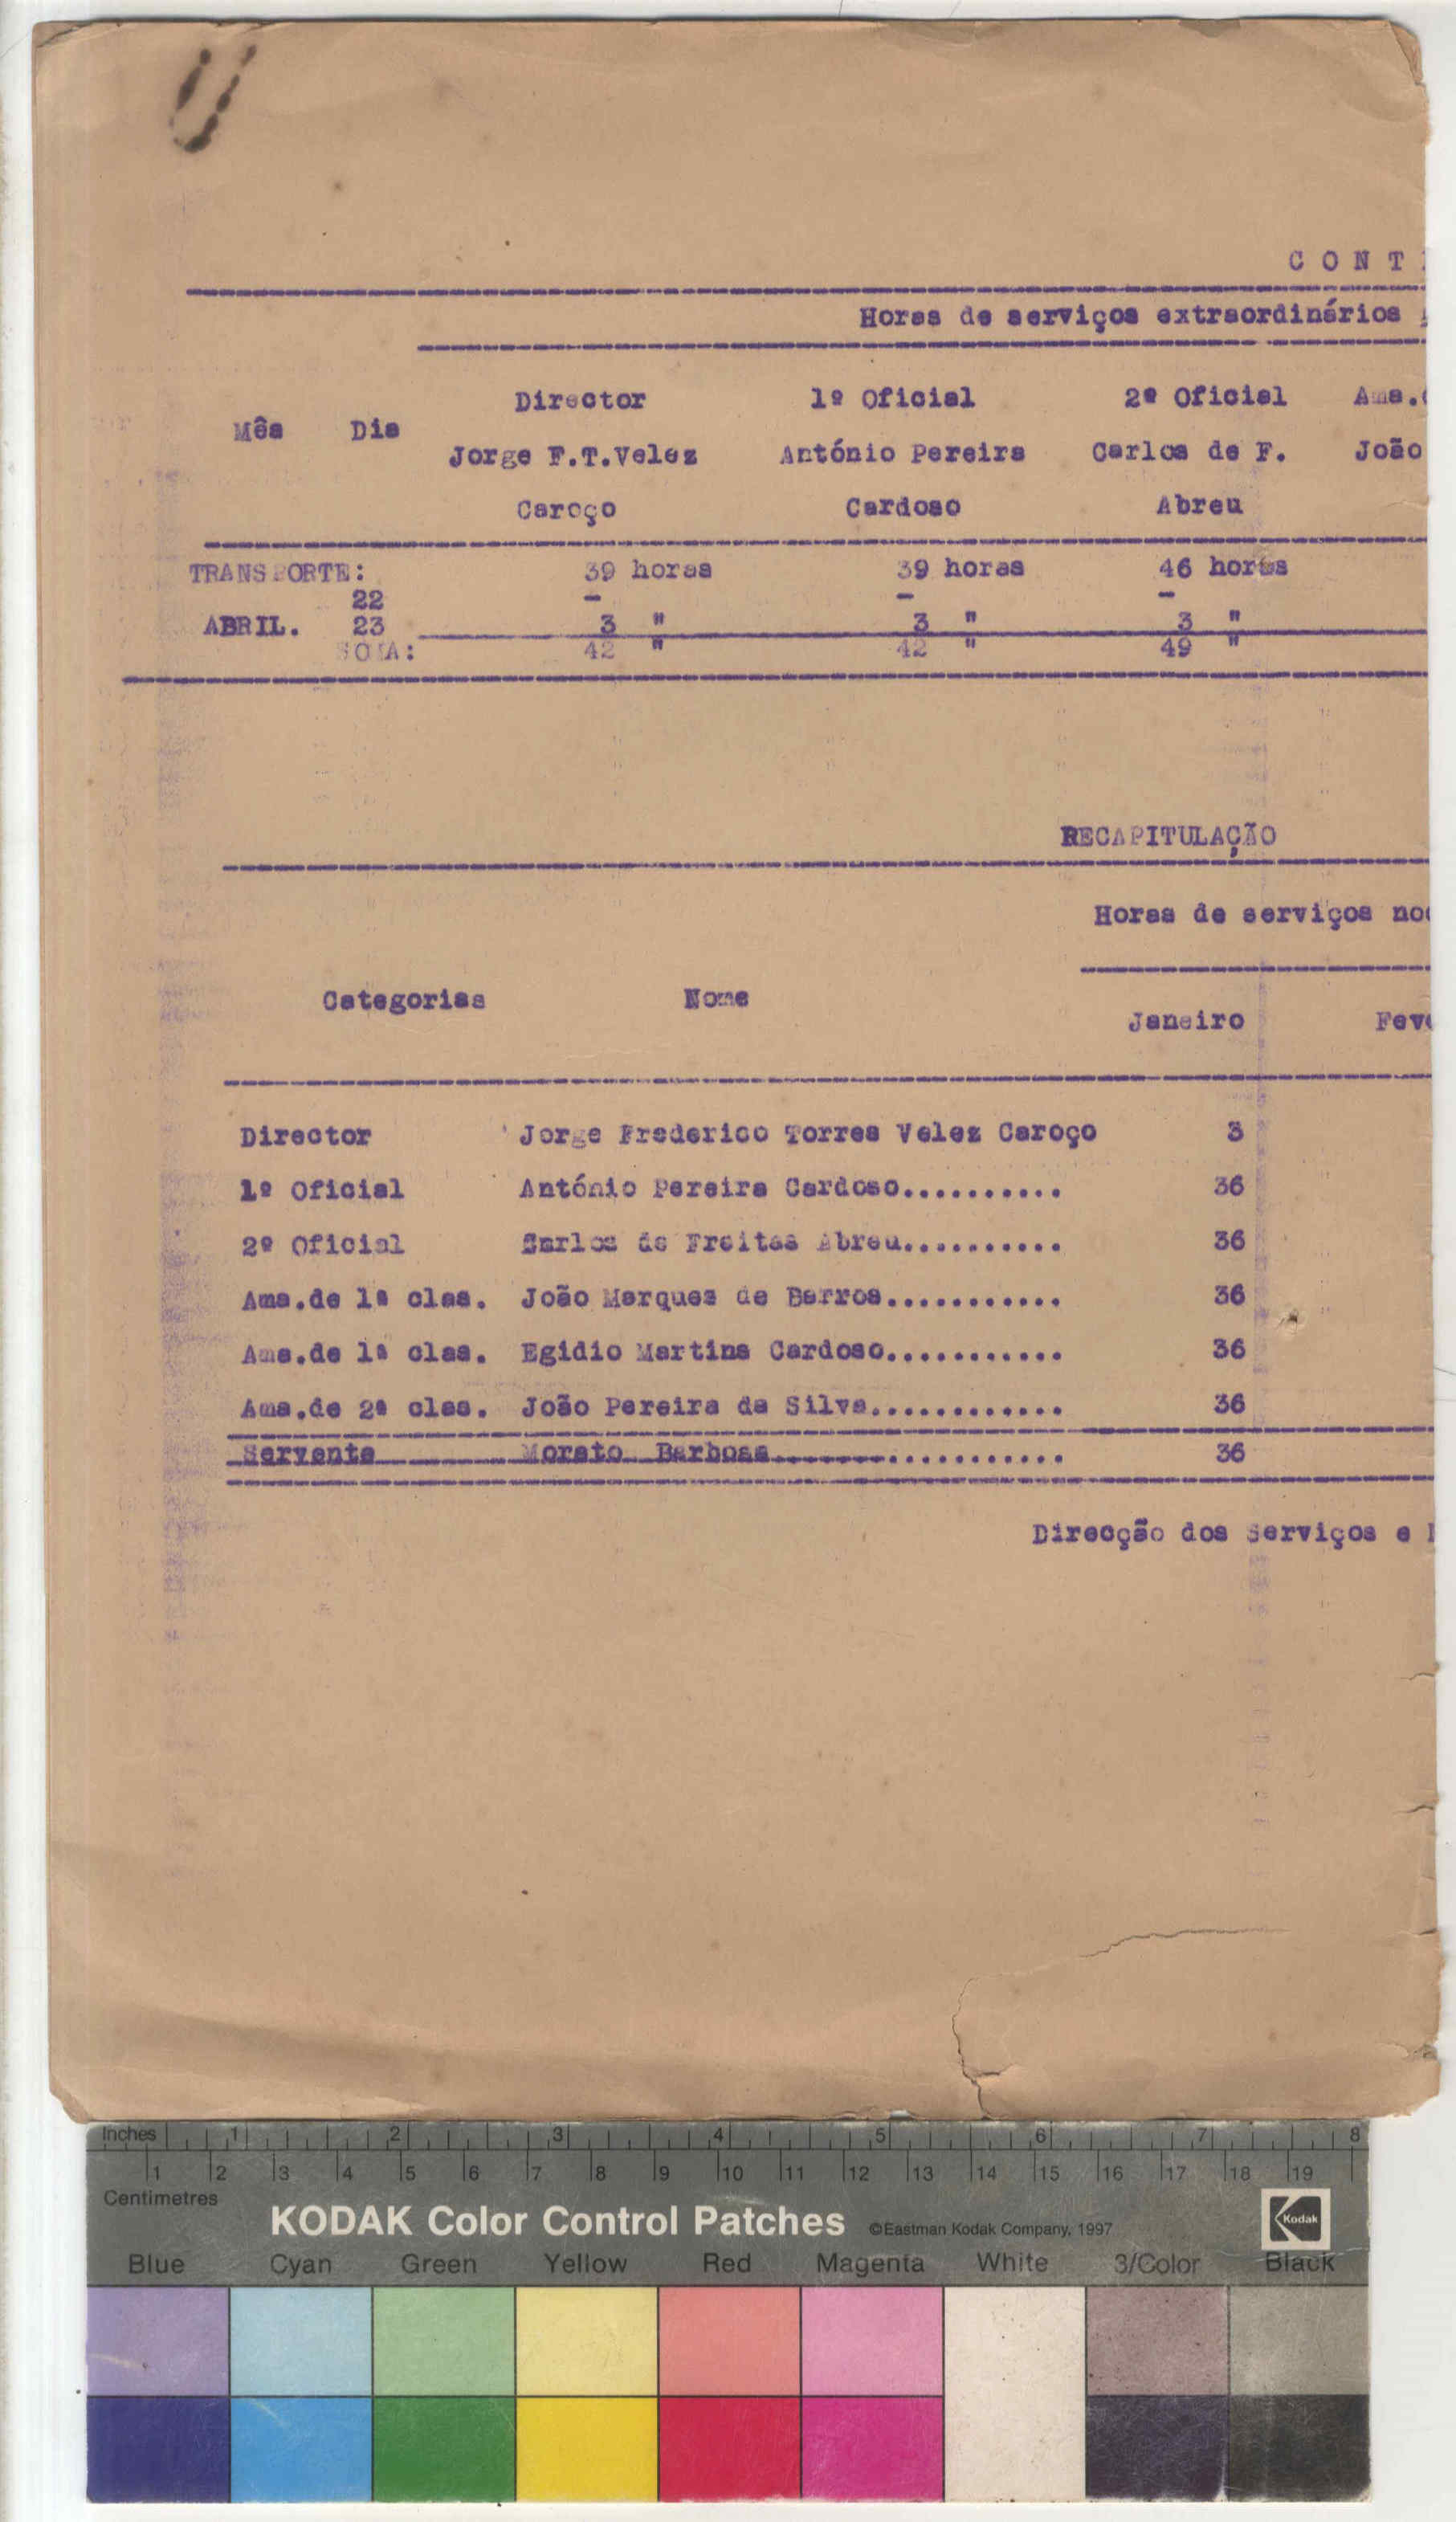 CONT
Horas de serviços extraordinários
Director 1º Oficial 2º Oficial Ama.
Mês Dia
Jorge F.T.Velez António Pereira Carlos de F. João
Caroço Cardoso Abreu
TRANSPORTE: 39 horas 39 horas 46 horas
22 - - -
ABRIL. 23 3 " 3 " 3 "
SOMA: 42 " 42 " 49 "
RECAPITULAÇÃO
Horas de serviços
Categorias Nome
Janeiro
Director Jorge Frederico Torres Velez Caroço 3
1º Oficial António Pereira Cardoso.......... 36
2º Oficial Carlos de Freitas Abreu.......... 36
Ama.de 1ª clas. João Marques de Barros........... 36
Ama.de 1ª clas. Egidio Martins Cardoso........... 36
Ama.de 2ª clas. João Pereira da Silva............ 36
Servente Morato Barbosa........... 36
Direcção dos Serviços e
Inches 1 2 3 4 5 6 7 8
1 2 3 4 5 6 7 8 9 10 11 12 13 14 15 16 17 18 19
Centimetres
KODAK Color Control Patches ©Eastman Kodak Company, 1997 Kodak
Blue Cyan Green Yellow Red Magenta White 3/Color Black